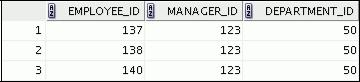 EMPLOYEE_ID MANAGER_ID DEPARTMENT_ID
1 137 123 50
2 138 123 50
3 140 123 50